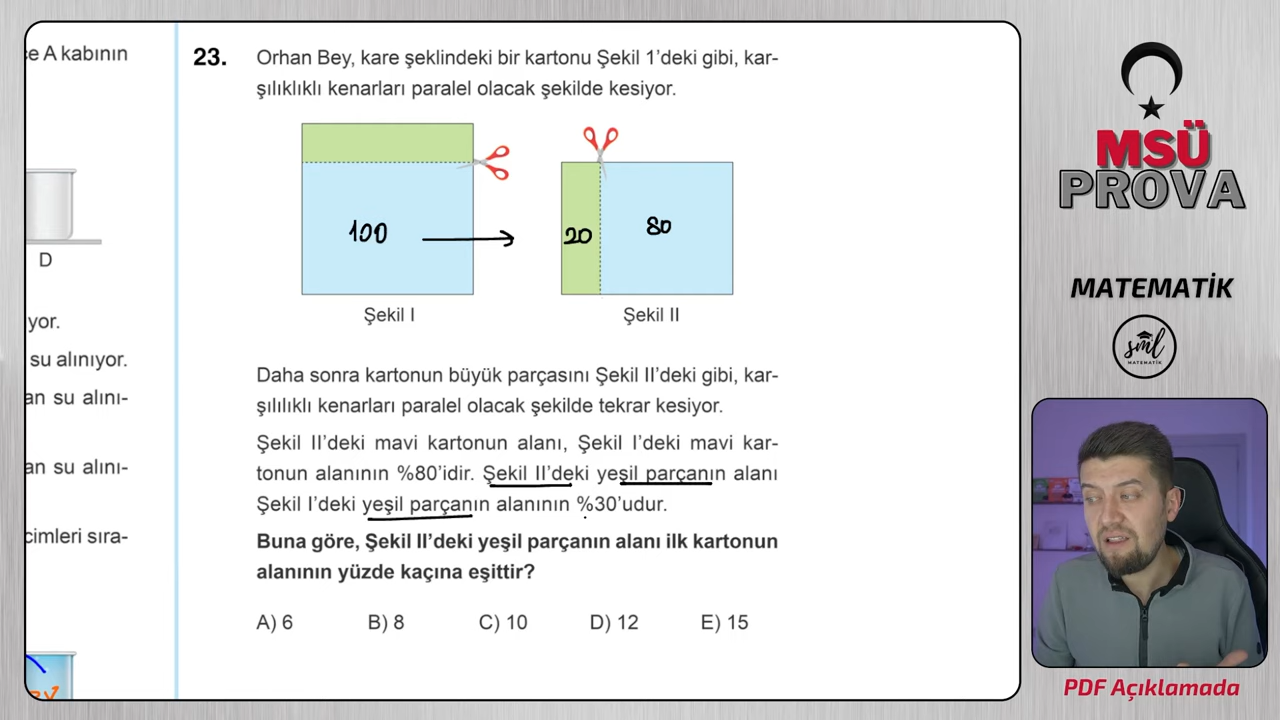 e A kabının
D
yor.
su alınıyor.
an su alını-
an su alını-
cimleri sıra-
23. Orhan Bey, kare şeklindeki bir kartonu Şekil 1’deki gibi, kar-
şılıklıklı kenarları paralel olacak şekilde kesiyor.
100
20
80
Şekil I
Şekil II
Daha sonra kartonun büyük parçasını Şekil II’deki gibi, kar-
şılılıklı kenarları paralel olacak şekilde tekrar kesiyor.
Şekil II’deki mavi kartonun alanı, Şekil I’deki mavi kar-
tonun alanının %80’idir. Şekil II’deki yeşil parçanın alanı
Şekil I’deki yeşil parçanın alanının %30’udur.
Buna göre, Şekil II’deki yeşil parçanın alanı ilk kartonun
alanının yüzde kaçına eşittir?
A) 6 B) 8 C) 10 D) 12 E) 15
MSÜ
PROVA
MATEMATİK
sml
MATEMATİK
PDF Açıklamada